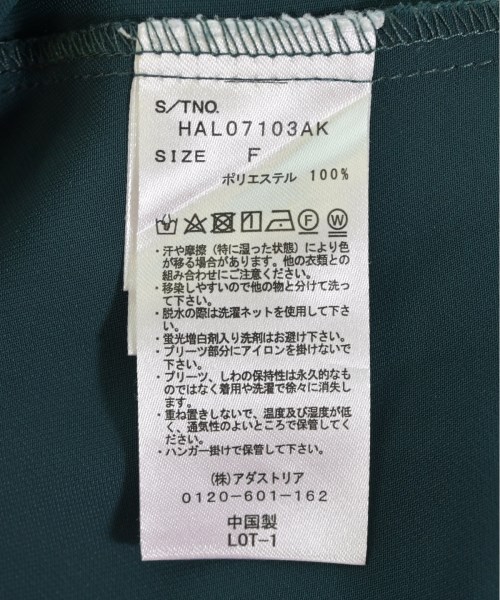 S/TNO.
HAL07103AK
SIZE F
ポリエステル 100%
F W
・汗や摩擦（特に湿った状態）により色
が移る場合があります。他の衣類との
組み合わせにご注意ください。
・移染しやすいので他の物と分けて洗っ
て下さい。
・脱水の際は洗濯ネットを使用して下さ
い。
・蛍光増白剤入り洗剤はお避け下さい。
・プリーツ部分にアイロンを掛けないで
下さい。
・プリーツ、しわの保持性は永久的なも
のではなく着用や洗濯で徐々に消失し
ます。
・重ね置きしないで、温度及び湿度が低
く、通気性のよいところで保管してく
ださい。
・ハンガー掛けで保管して下さい。
(株)アダストリア
0120-601-162
中国製
LOT-1